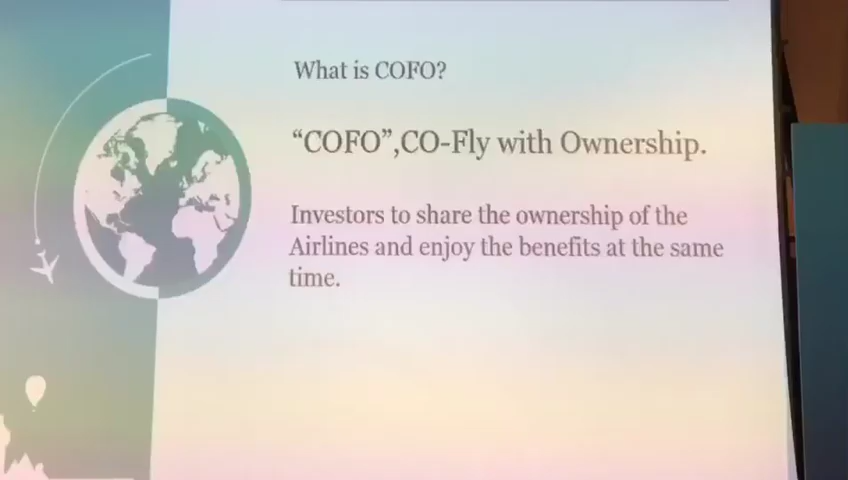 What is COFO?
“COFO”,CO-Fly with Ownership.
Investors to share the ownership of the
Airlines and enjoy the benefits at the same
time.